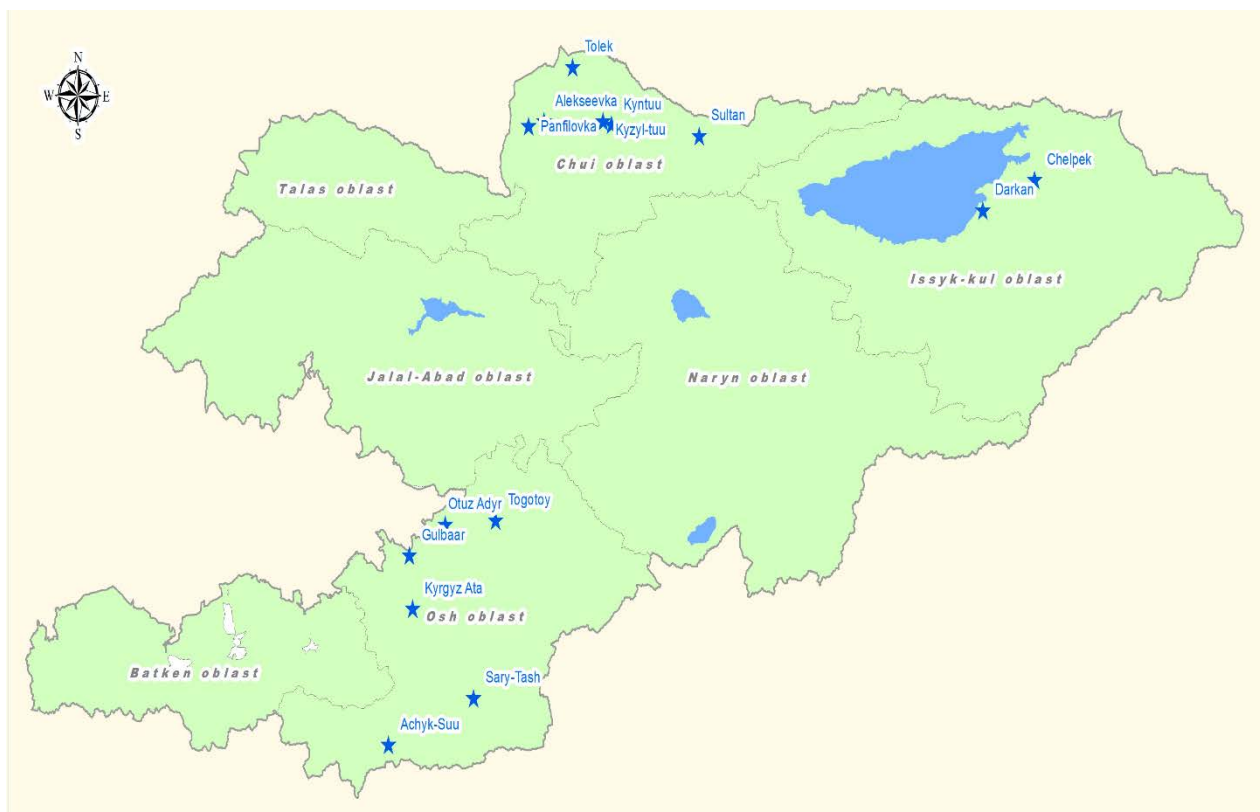 N
W
E
S
Tolek
Alekseevka
Kyntuu
Panfilovka
Kyzyl-tuu
Sultan
Chui oblast
Talas oblast
Chelpek
Darkan
Issyk-kul oblast
Jalal-Abad oblast
Naryn oblast
Otuz Adyr
Togotoy
Gulbaar
Kyrgyz Ata
Osh oblast
Batken oblast
Sary-Tash
Achyk-Suu